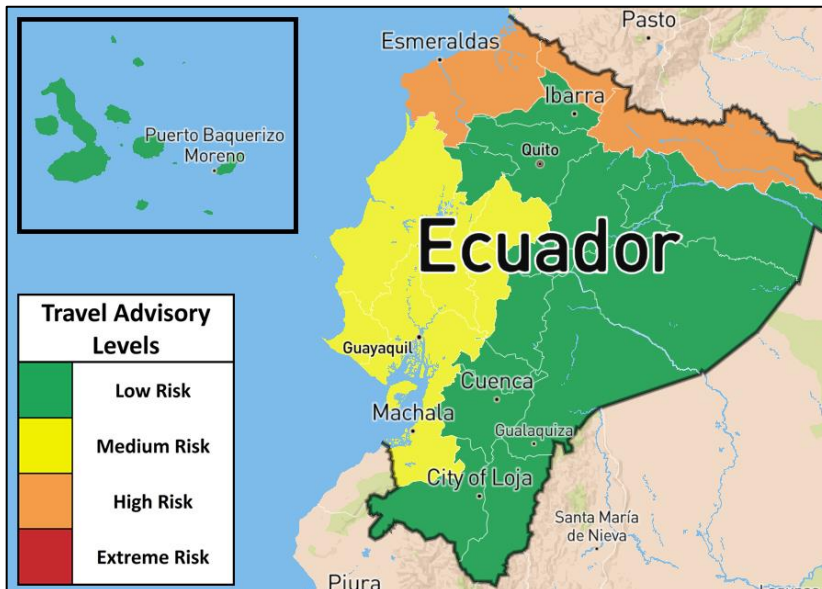 Pasto
Esmeraldas
Ibarra
Puerto Baquerizo
Moreno
Quito
Ecuador
Travel Advisory
Levels
Low Risk
Medium Risk
High Risk
Extreme Risk
Guayaquil
Cuenca
Machala
Gualaquiza
City of Loja
Santa María
de Nieva
Piura